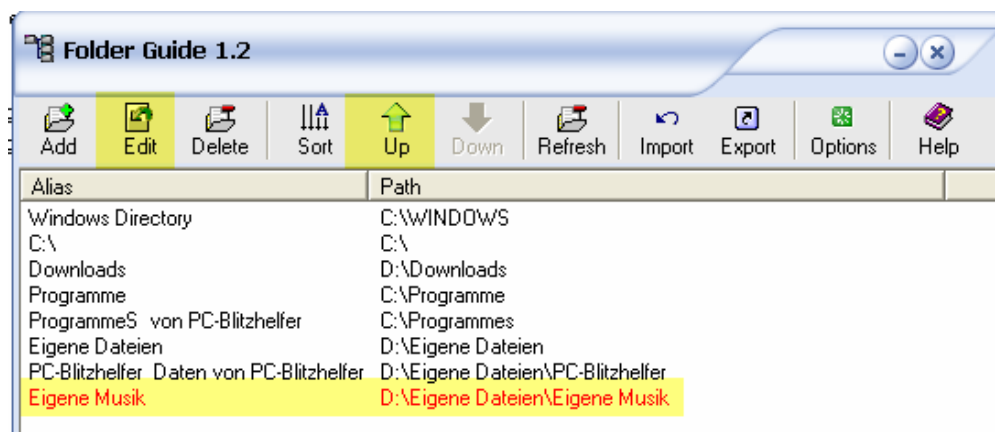 Folder Guide 1.2
Add Edit Delete Sort Up Down Refresh Import Export Options Help
Alias Path
Windows Directory C:\WINDOWS
C:\ C:\
Downloads D:\Downloads
Programme C:\Programme
ProgrammeS von PC-Blitzhelfer C:\Programmes
Eigene Dateien D:\Eigene Dateien
PC-Blitzhelfer Daten von PC-Blitzhelfer D:\Eigene Dateien\PC-Blitzhelfer
Eigene Musik D:\Eigene Dateien\Eigene Musik